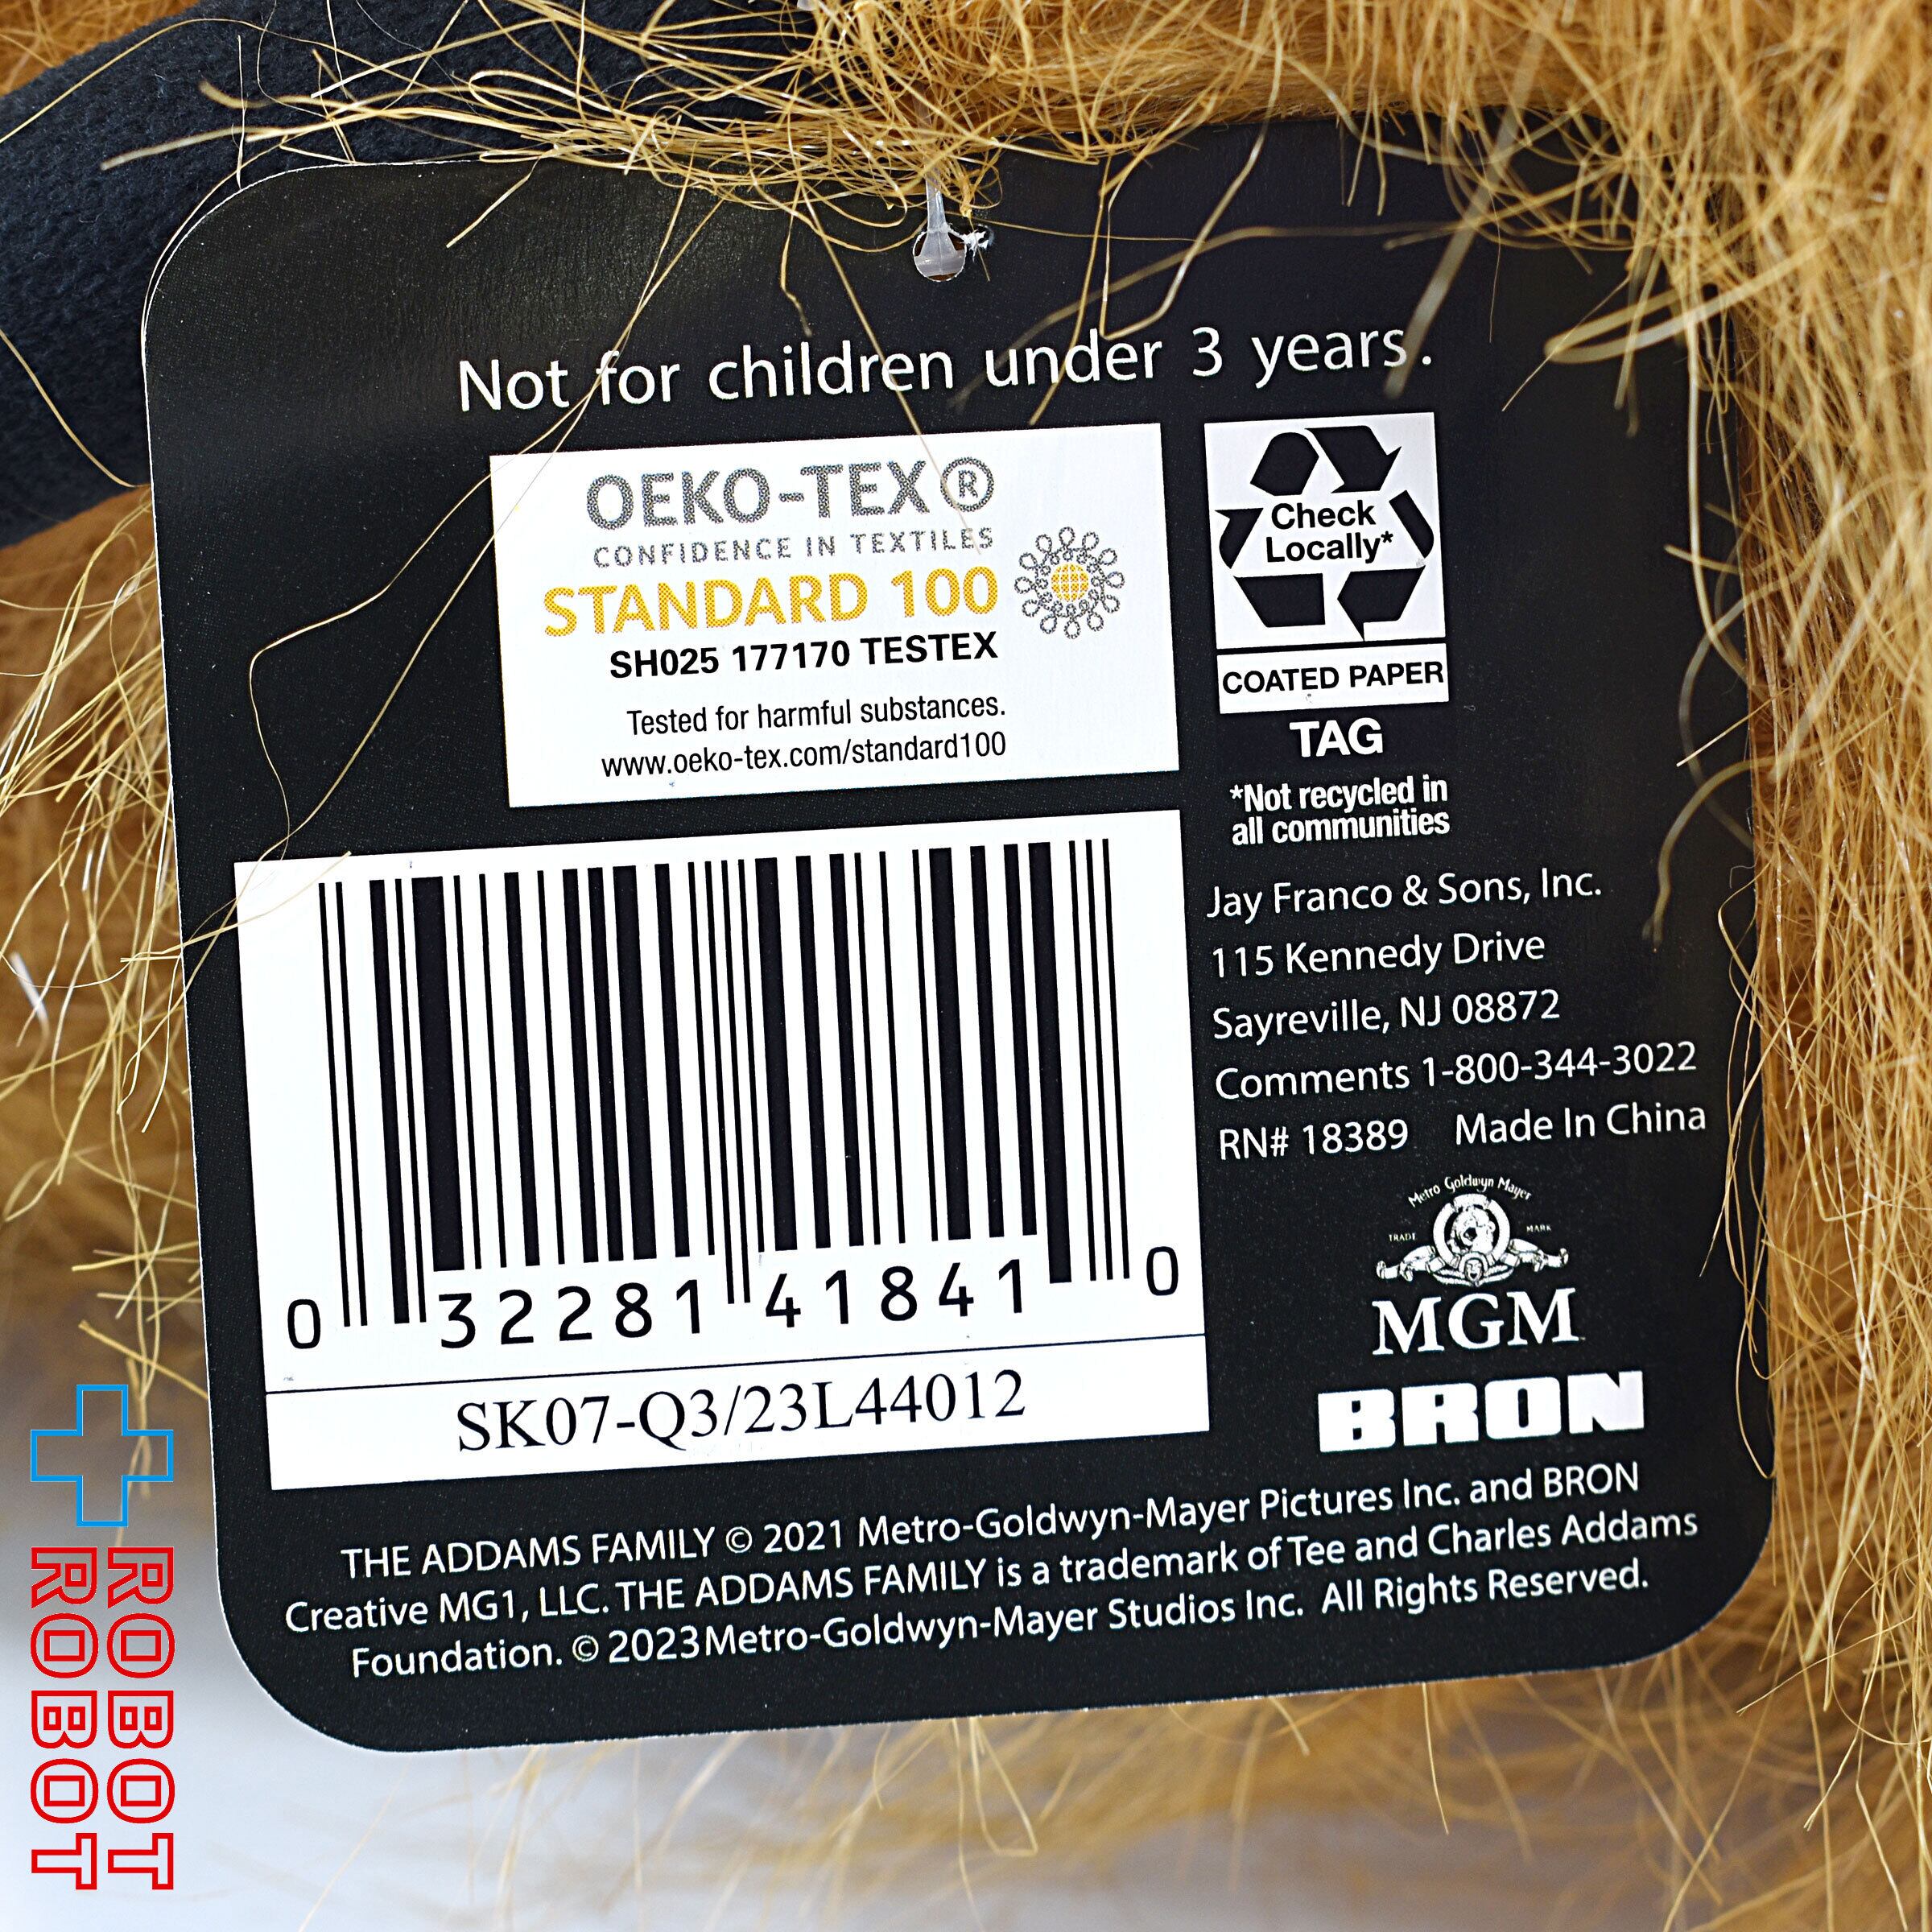 Not for children under 3 years.
OEKO-TEX®
CONFIDENCE IN TEXTILES
STANDARD 100
SH025 177170 TESTEX
Tested for harmful substances.
www.oeko-tex.com/standard100
Check
Locally*
COATED PAPER
TAG
*Not recycled in
all communities
Jay Franco & Sons, Inc.
115 Kennedy Drive
Sayreville, NJ 08872
Comments 1-800-344-3022
RN# 18389 Made In China
0 32281 41841 0
SK07-Q3/23L44012
Metro Goldwyn Mayer
TRADE MARK
MGM
BRON
THE ADDAMS FAMILY © 2021 Metro-Goldwyn-Mayer Pictures Inc. and BRON
Creative MG1, LLC. THE ADDAMS FAMILY is a trademark of Tee and Charles Addams
Foundation. © 2023 Metro-Goldwyn-Mayer Studios Inc. All Rights Reserved.
ROBOT
ROBOT